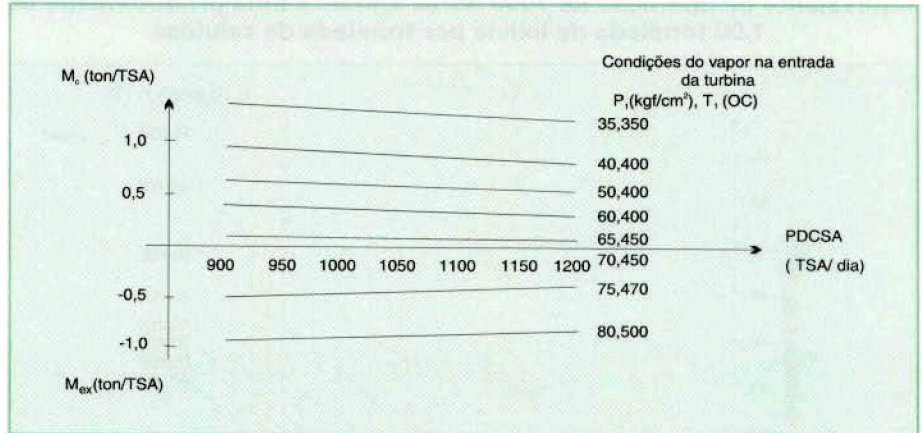 M꜀ (ton/TSA)
Condições do vapor na entrada
da turbina
P₁(kgf/cm²), T₁ (OC)
35,350
1,0
40,400
0,5
50,400
60,400
65,450
PDCSA
900 950 1000 1050 1100 1150 1200
70,450
( TSA/ dia)
-0,5
75,470
80,500
-1,0
Mₑₓ(ton/TSA)